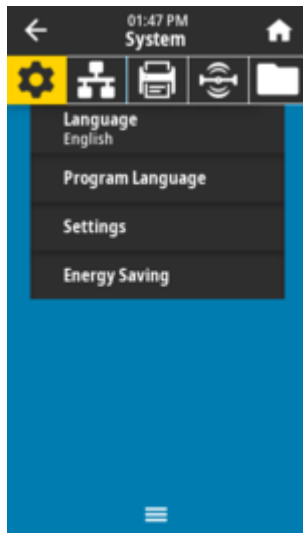 01:47 PM
System
Language
English
Program Language
Settings
Energy Saving